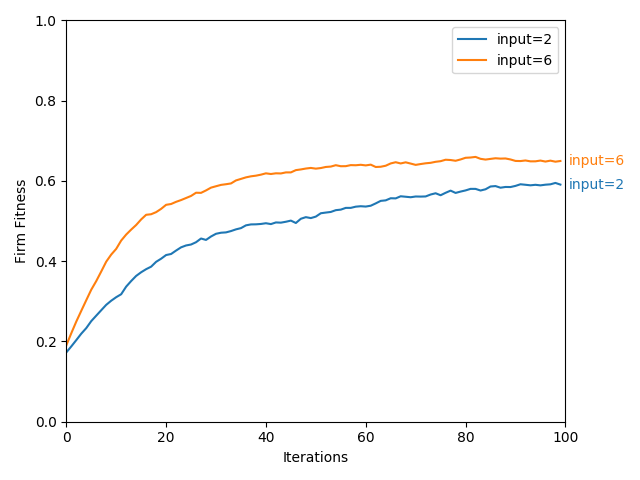 1.0
0.8
0.6
0.4
0.2
0.0
Firm Fitness
0 20 40 60 80 100
Iterations
input=2
input=6
input=6
input=2